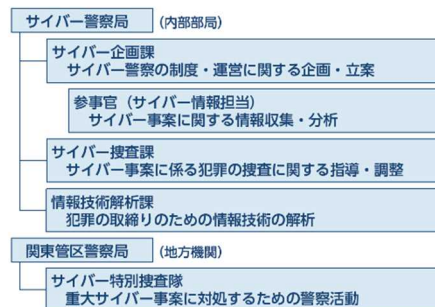 サイバー警察局 (内部部局)
サイバー企画課
サイバー警察の制度・運営に関する企画・立案
参事官（サイバー情報担当）
サイバー事案に関する情報収集・分析
サイバー捜査課
サイバー事案に係る犯罪の捜査に関する指導・調整
情報技術解析課
犯罪の取締りのための情報技術の解析
関東管区警察局 (地方機関)
サイバー特別捜査隊
重大サイバー事案に対処するための警察活動